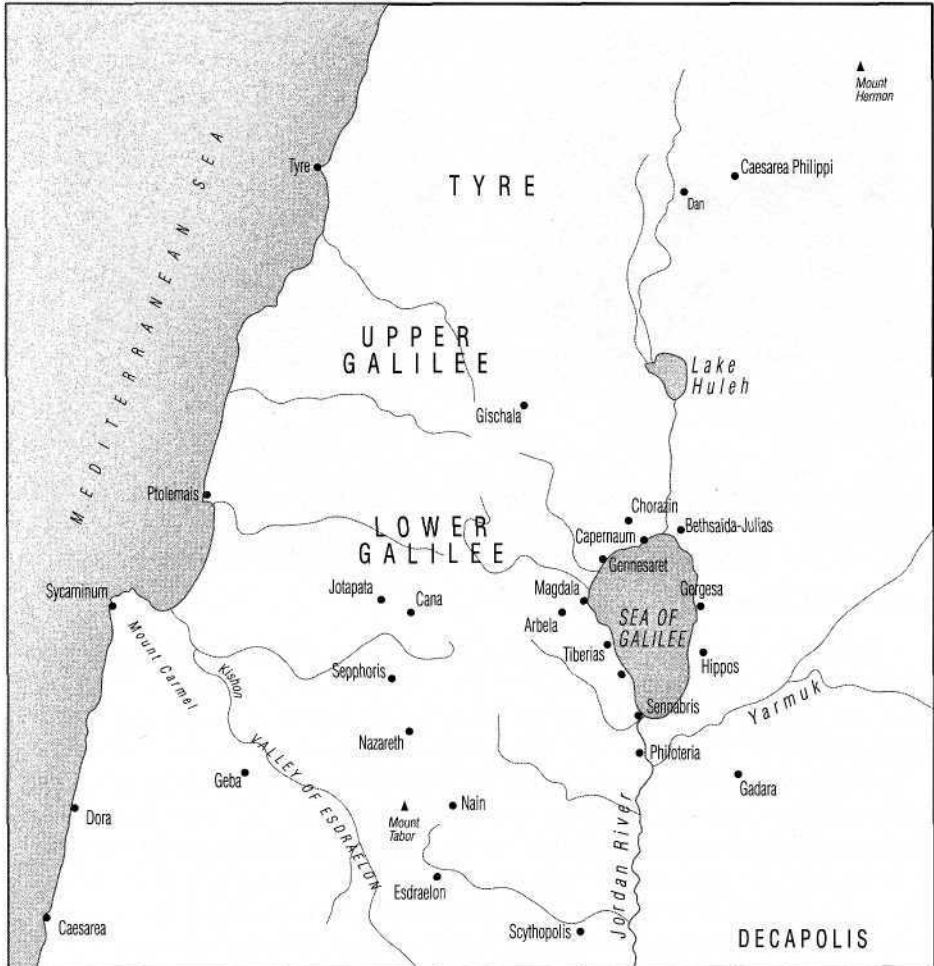 Mount
Hermon
Tyre
TYRE
Caesarea Philippi
Dan
MEDITERRANEAN SEA
UPPER
GALILEE
Lake
Huleh
Gischala
Ptolemais
Chorazin
LOWER
GALILEE
Bethsaida-Julias
Capernaum
Gennesaret
Sycaminum
Jotapata
Cana
Magdala
Gergesa
Arbela
SEA OF
GALILEE
Mount Carmel
Kishon
Sepphoris
Tiberias
Hippos
Yarmuk
Sennabris
Nazareth
Philoteria
VALLEY OF ESDRAELON
Geba
Gadara
Dora
Mount
Tabor
Nain
Jordan River
Esdraelon
Caesarea
Scythopolis
DECAPOLIS